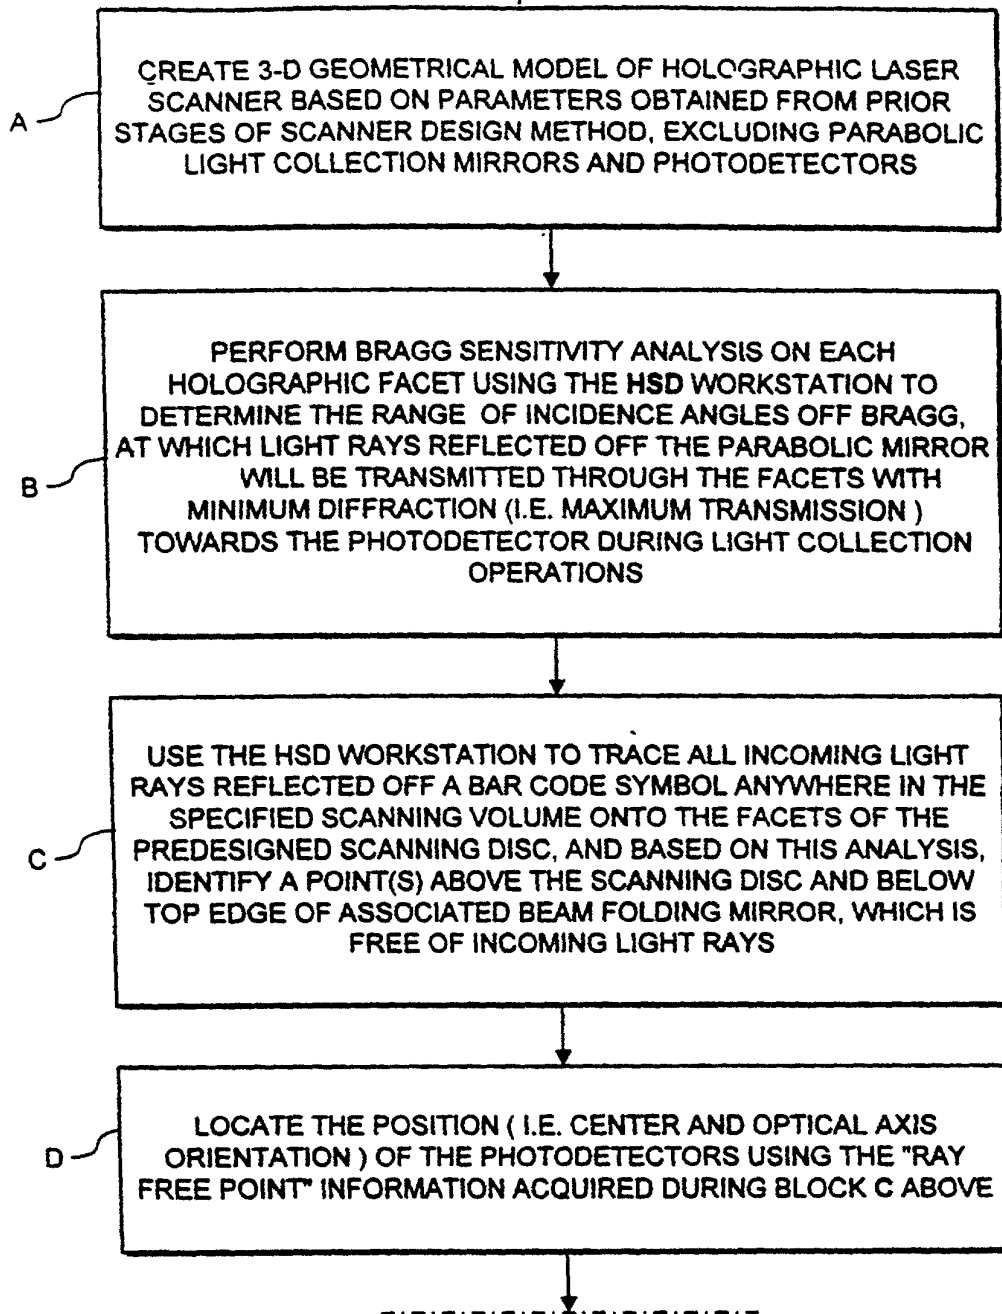 CREATE 3-D GEOMETRICAL MODEL OF HOLOGRAPHIC LASER
SCANNER BASED ON PARAMETERS OBTAINED FROM PRIOR
STAGES OF SCANNER DESIGN METHOD, EXCLUDING PARABOLIC
LIGHT COLLECTION MIRRORS AND PHOTODETECTORS
A
PERFORM BRAGG SENSITIVITY ANALYSIS ON EACH
HOLOGRAPHIC FACET USING THE HSD WORKSTATION TO
DETERMINE THE RANGE OF INCIDENCE ANGLES OFF BRAGG,
AT WHICH LIGHT RAYS REFLECTED OFF THE PARABOLIC MIRROR
WILL BE TRANSMITTED THROUGH THE FACETS WITH
MINIMUM DIFFRACTION (I.E. MAXIMUM TRANSMISSION )
TOWARDS THE PHOTODETECTOR DURING LIGHT COLLECTION
OPERATIONS
B
USE THE HSD WORKSTATION TO TRACE ALL INCOMING LIGHT
RAYS REFLECTED OFF A BAR CODE SYMBOL ANYWHERE IN THE
SPECIFIED SCANNING VOLUME ONTO THE FACETS OF THE
PREDESIGNED SCANNING DISC, AND BASED ON THIS ANALYSIS,
IDENTIFY A POINT(S) ABOVE THE SCANNING DISC AND BELOW
TOP EDGE OF ASSOCIATED BEAM FOLDING MIRROR, WHICH IS
FREE OF INCOMING LIGHT RAYS
C
LOCATE THE POSITION ( I.E. CENTER AND OPTICAL AXIS
ORIENTATION ) OF THE PHOTODETECTORS USING THE "RAY
FREE POINT" INFORMATION ACQUIRED DURING BLOCK C ABOVE
D